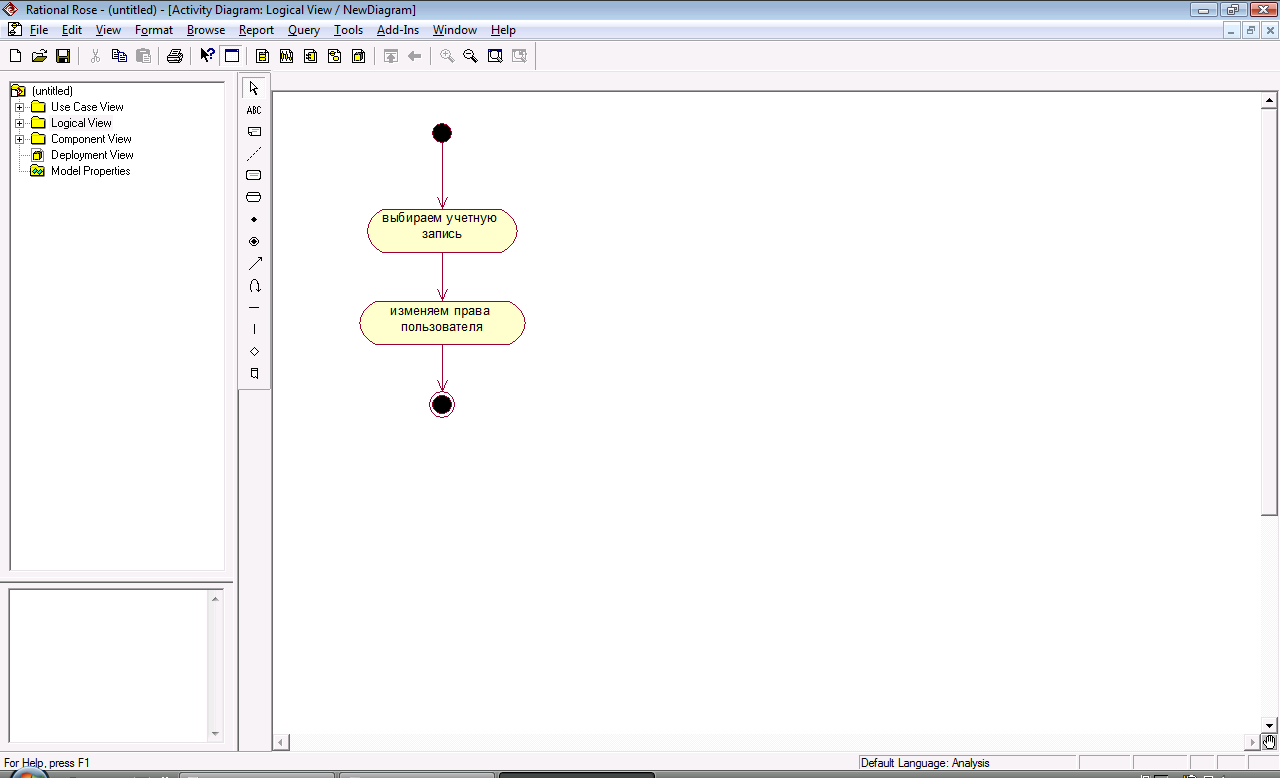 Rational Rose - (untitled) - [Activity Diagram: Logical View / NewDiagram]
File Edit View Format Browse Report Query Tools Add-Ins Window Help
(untitled)
Use Case View
Logical View
Component View
Deployment View
Model Properties
ABC
выбираем учетную
запись
изменяем права
пользователя
For Help, press F1
Default Language: Analysis